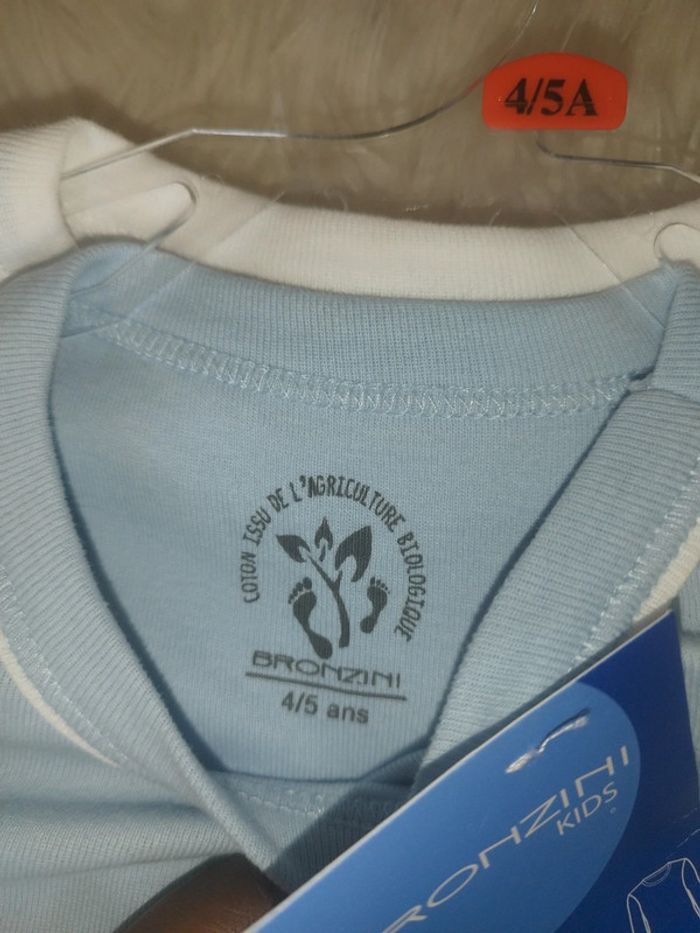 4/5A
COTON ISSU DE L'AGRICULTURE BIOLOGIQUE
BRONZINI
4/5 ans
BRONZINI
KIDS